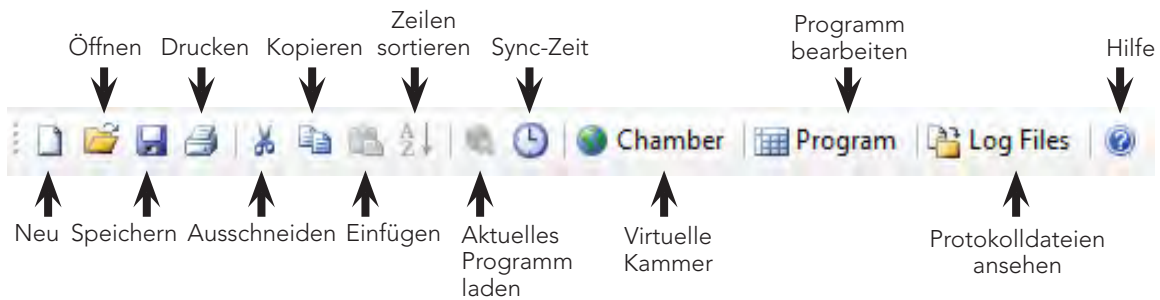 Zeilen
Programm
Öffnen Drucken Kopieren sortieren Sync-Zeit
bearbeiten
Hilfe
A
Z
Chamber Program Log Files
Neu Speichern Ausschneiden Einfügen Aktuelles
Programm
laden
Virtuelle
Kammer
Protokolldateien
ansehen